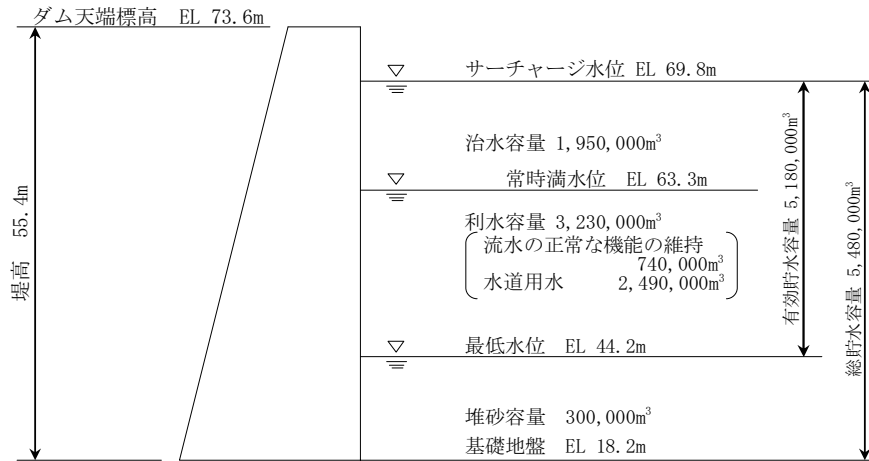 ダム天端標高 EL 73.6m
サーチャージ水位 EL 69.8m
治水容量 1,950,000m³
常時満水位 EL 63.3m
利水容量 3,230,000m³
流水の正常な機能の維持
740,000m³
水道用水 2,490,000m³
最低水位 EL 44.2m
堆砂容量 300,000m³
基礎地盤 EL 18.2m
堤高 55.4m
有効貯水容量 5,180,000m³
総貯水容量 5,480,000m³